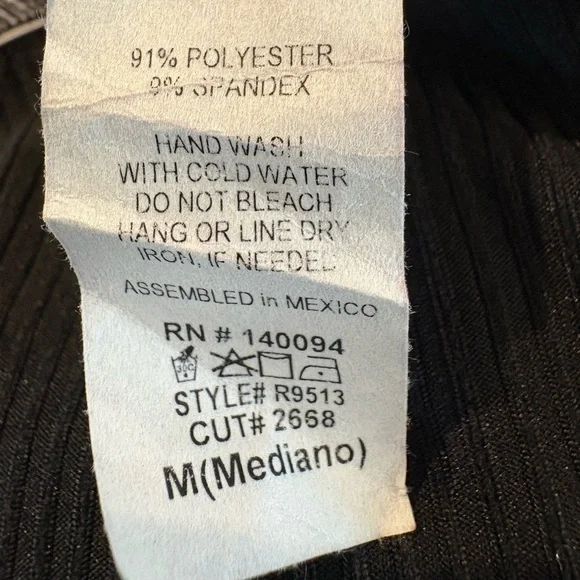 91% POLYESTER
9% SPANDEX
HAND WASH
WITH COLD WATER
DO NOT BLEACH
HANG OR LINE DRY
IRON, IF NEEDED
ASSEMBLED in MEXICO
RN # 140094
30C
STYLE# R9513
CUT# 2668
M(Mediano)